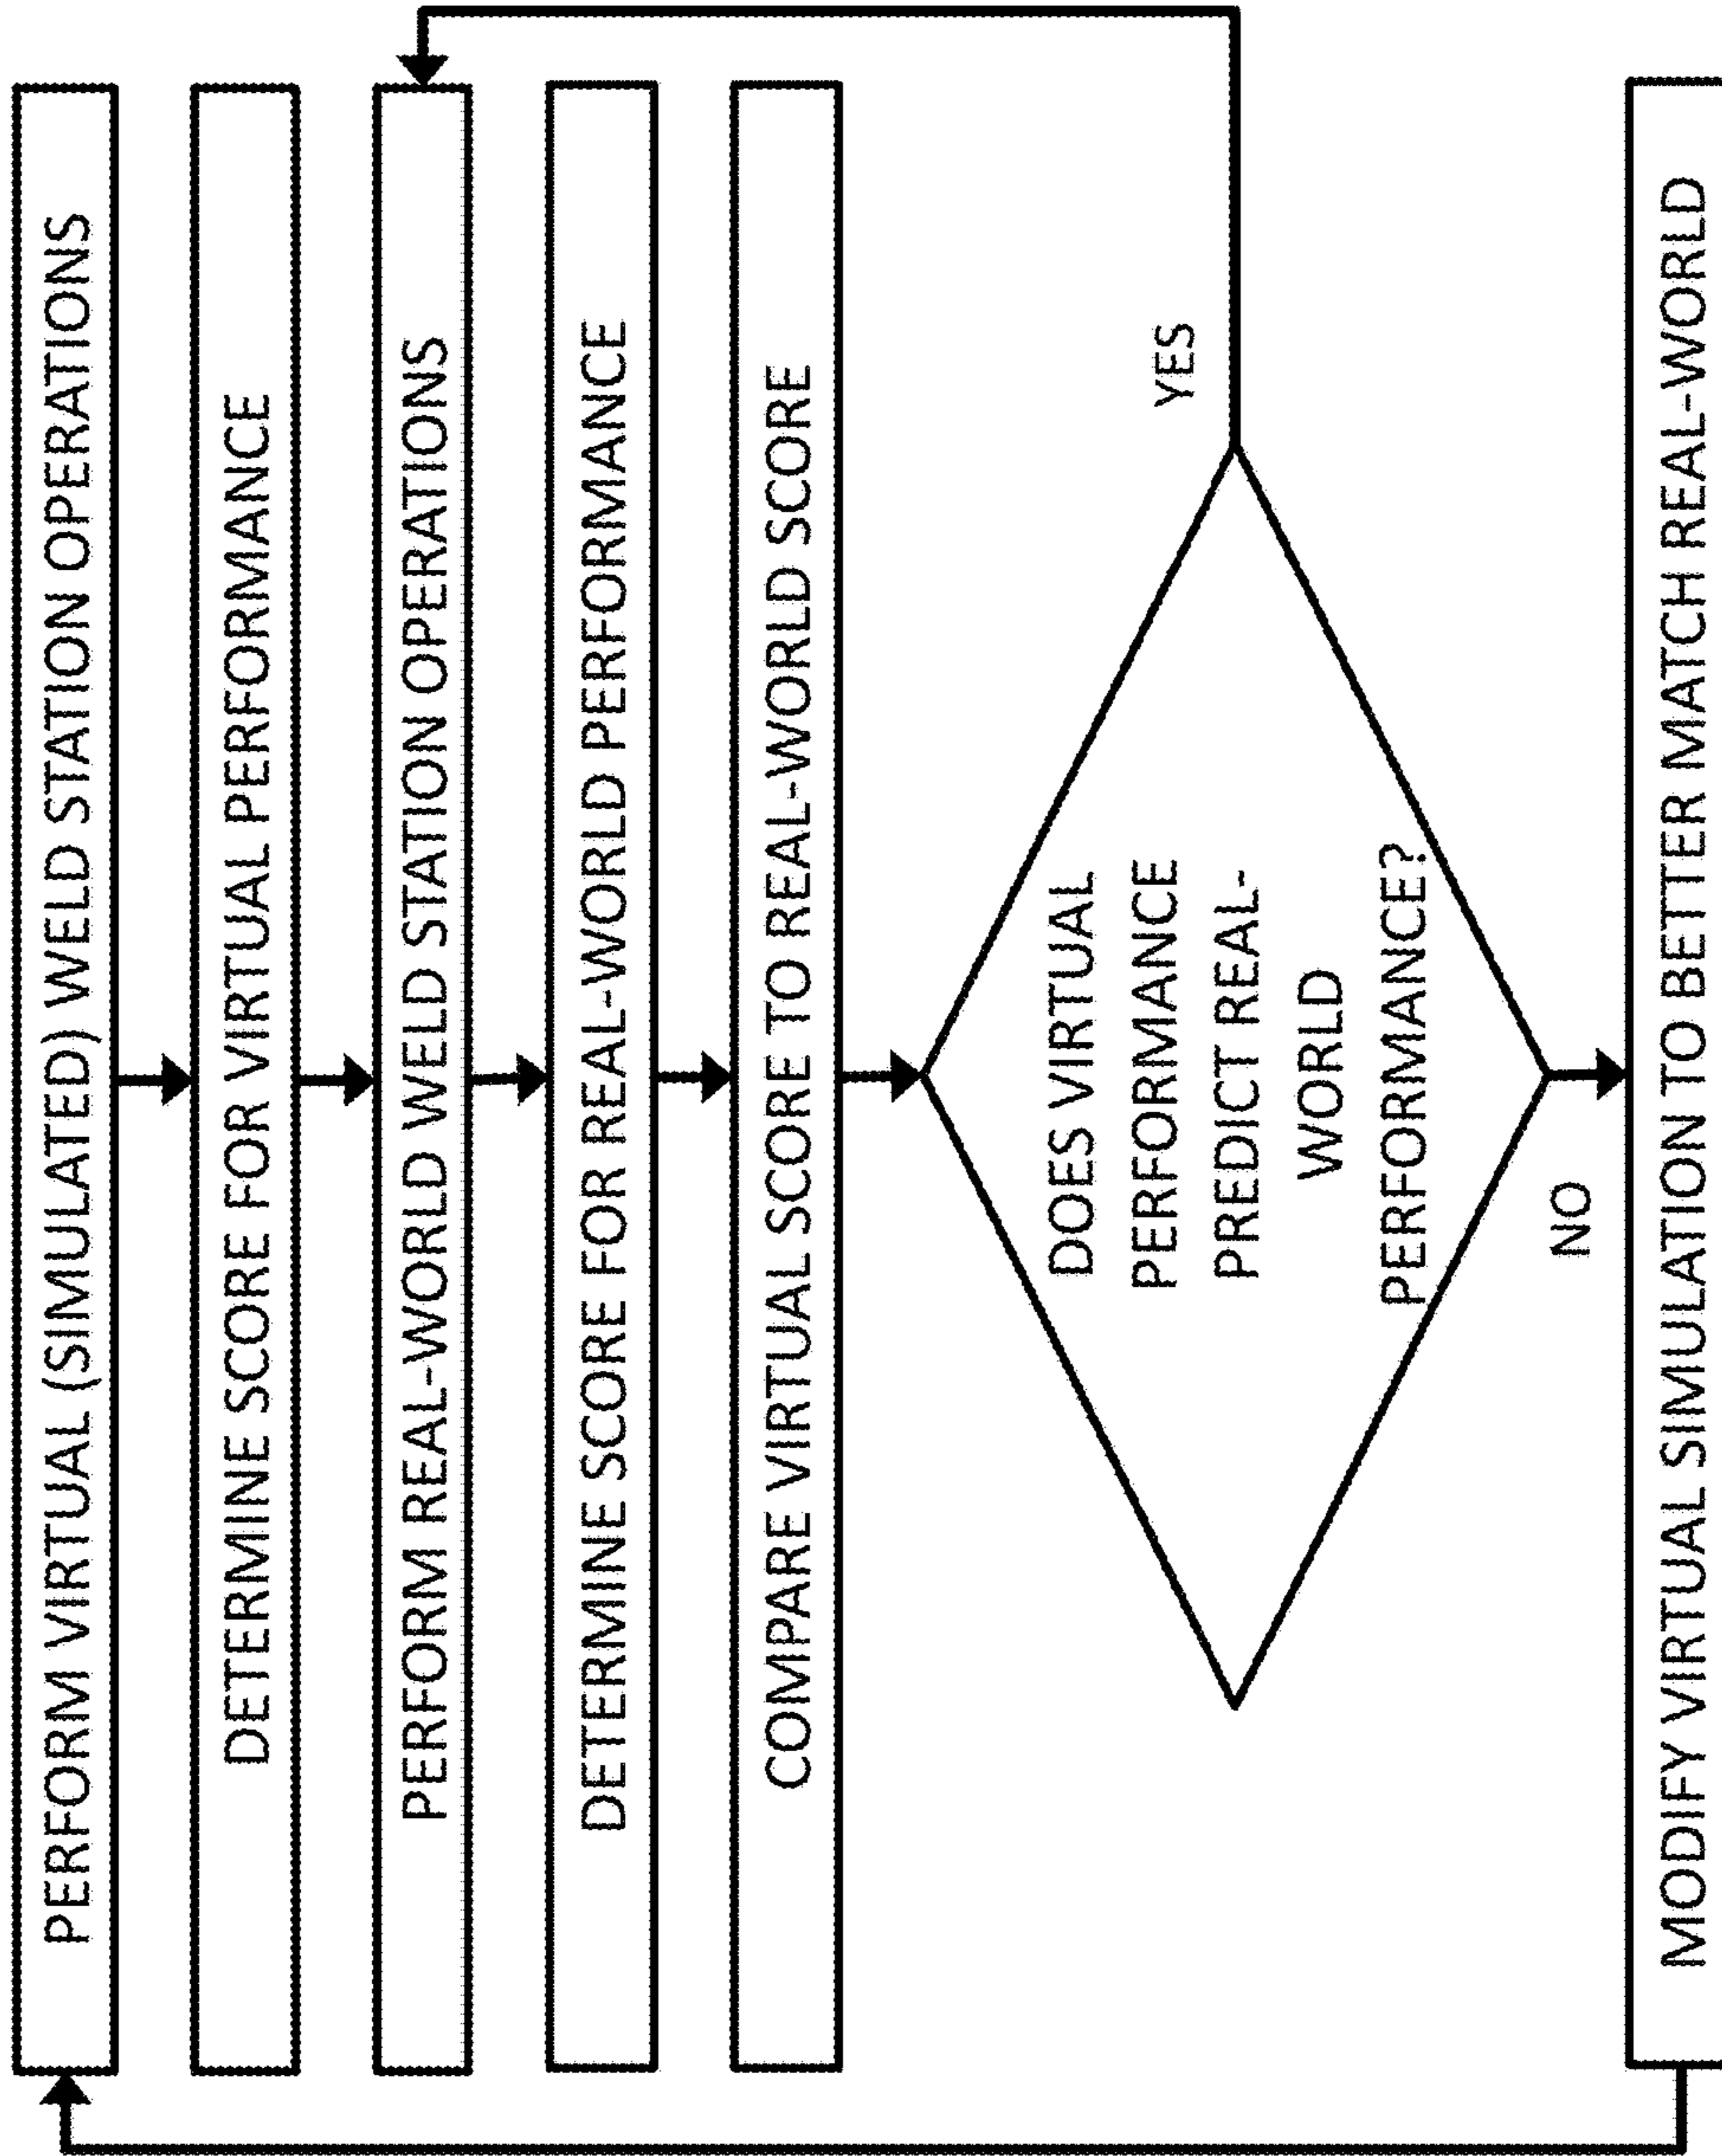 PERFORM VIRTUAL (SIMULATED) WELD STATION OPERATIONS
DETERMINE SCORE FOR VIRTUAL PERFORMANCE
PERFORM REAL-WORLD WELD STATION OPERATIONS
DETERMINE SCORE FOR REAL-WORLD PERFORMANCE
COMPARE VIRTUAL SCORE TO REAL-WORLD SCORE
DOES VIRTUAL
PERFORMANCE
PREDICT REAL-
WORLD
PERFORMANCE?
YES
NO
MODIFY VIRTUAL SIMULATION TO BETTER MATCH REAL-WORLD